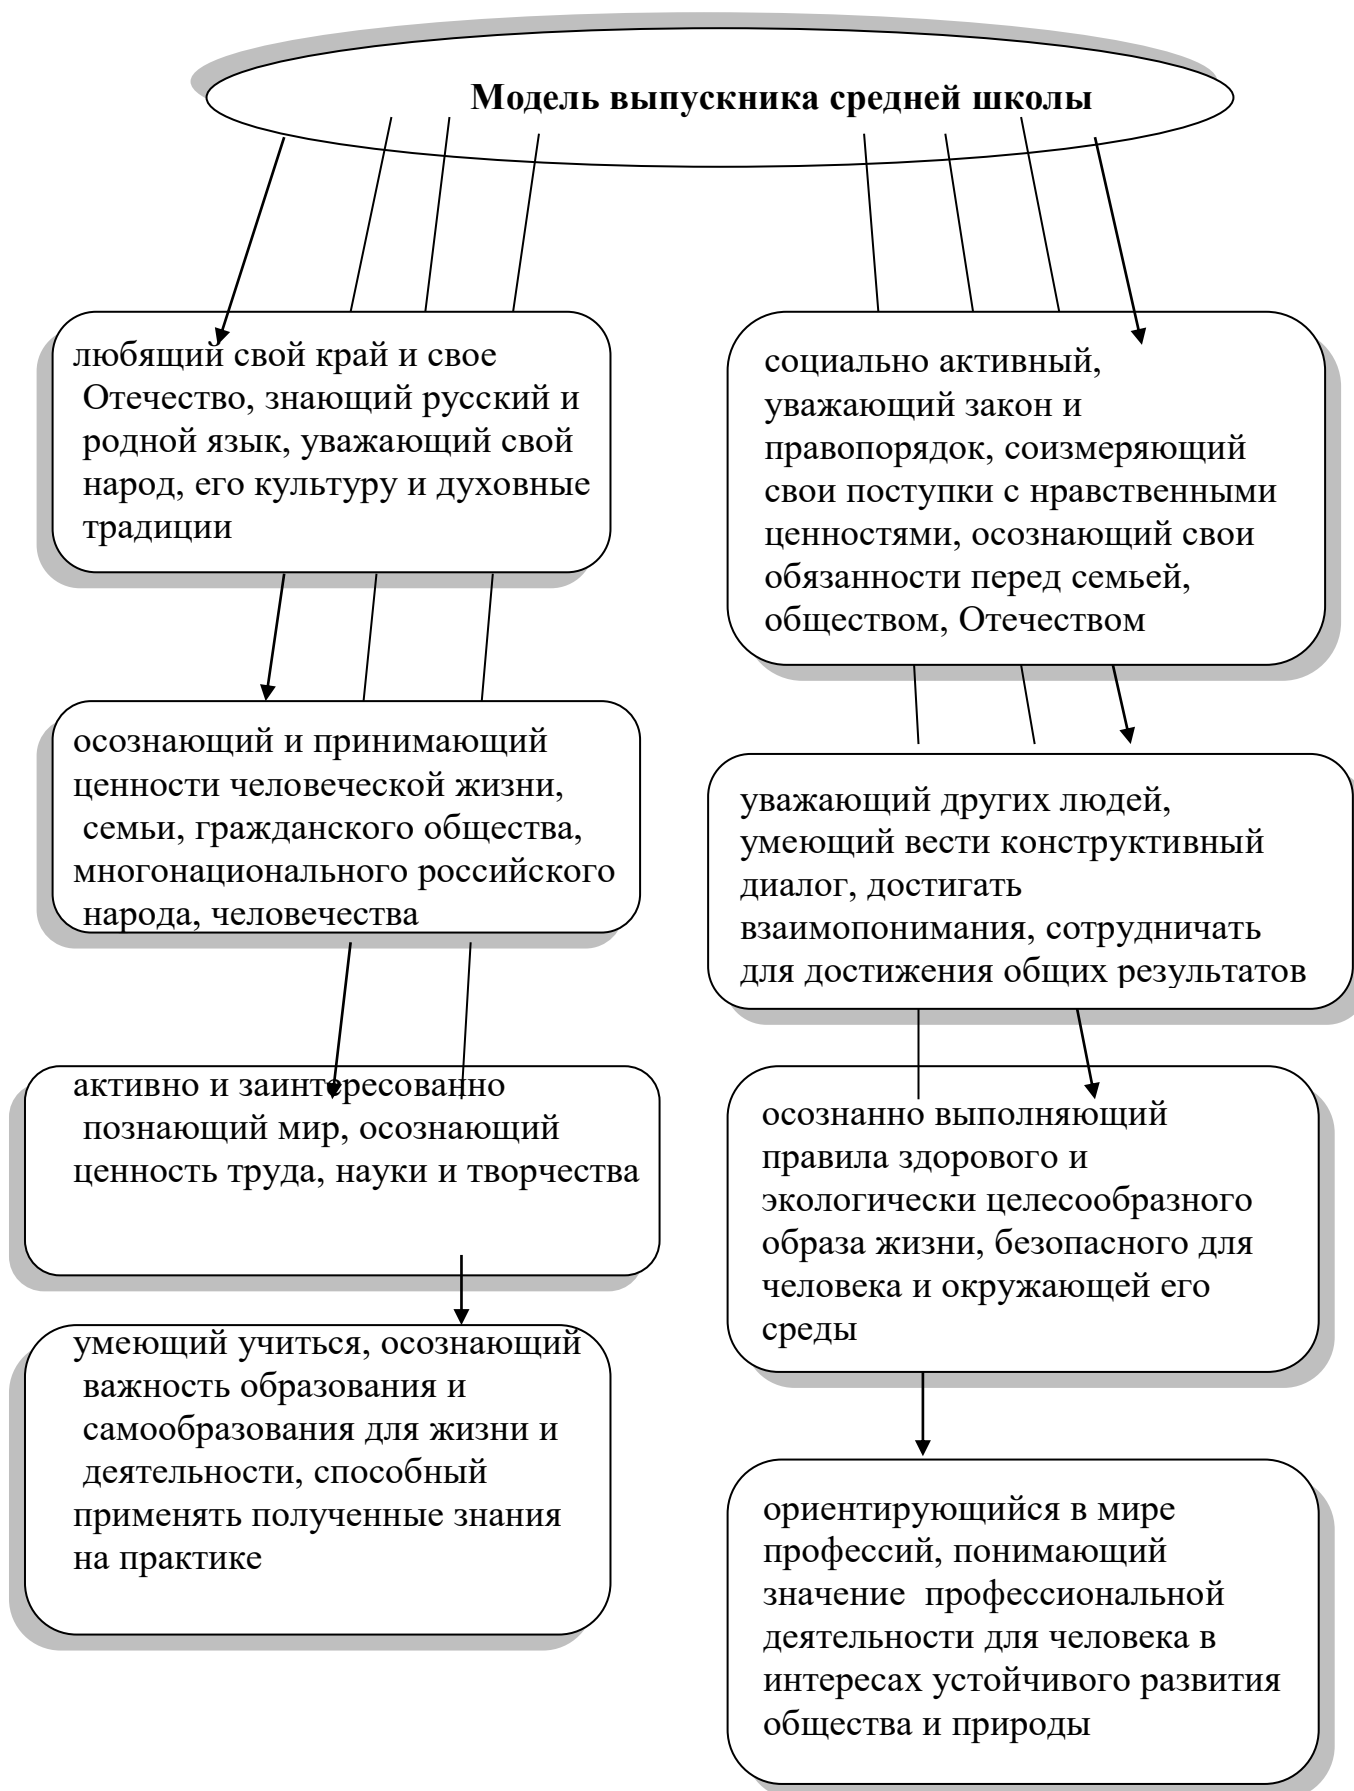 Модель выпускника средней школы
любящий свой край и свое
Отечество, знающий русский и
родной язык, уважающий свой
народ, его культуру и духовные
традиции
осознающий и принимающий
ценности человеческой жизни,
семьи, гражданского общества,
многонационального российского
народа, человечества
активно и заинтересованно
познающий мир, осознающий
ценность труда, науки и творчества
умеющий учиться, осознающий
важность образования и
самообразования для жизни и
деятельности, способный
применять полученные знания
на практике
социально активный,
уважающий закон и
правопорядок, соизмеряющий
свои поступки с нравственными
ценностями, осознающий свои
обязанности перед семьей,
обществом, Отечеством
уважающий других людей,
умеющий вести конструктивный
диалог, достигать
взаимопонимания, сотрудничать
для достижения общих результатов
осознанно выполняющий
правила здорового и
экологически целесообразного
образа жизни, безопасного для
человека и окружающей его
среды
ориентирующийся в мире
профессий, понимающий
значение  профессиональной
деятельности для человека в
интересах устойчивого развития
общества и природы